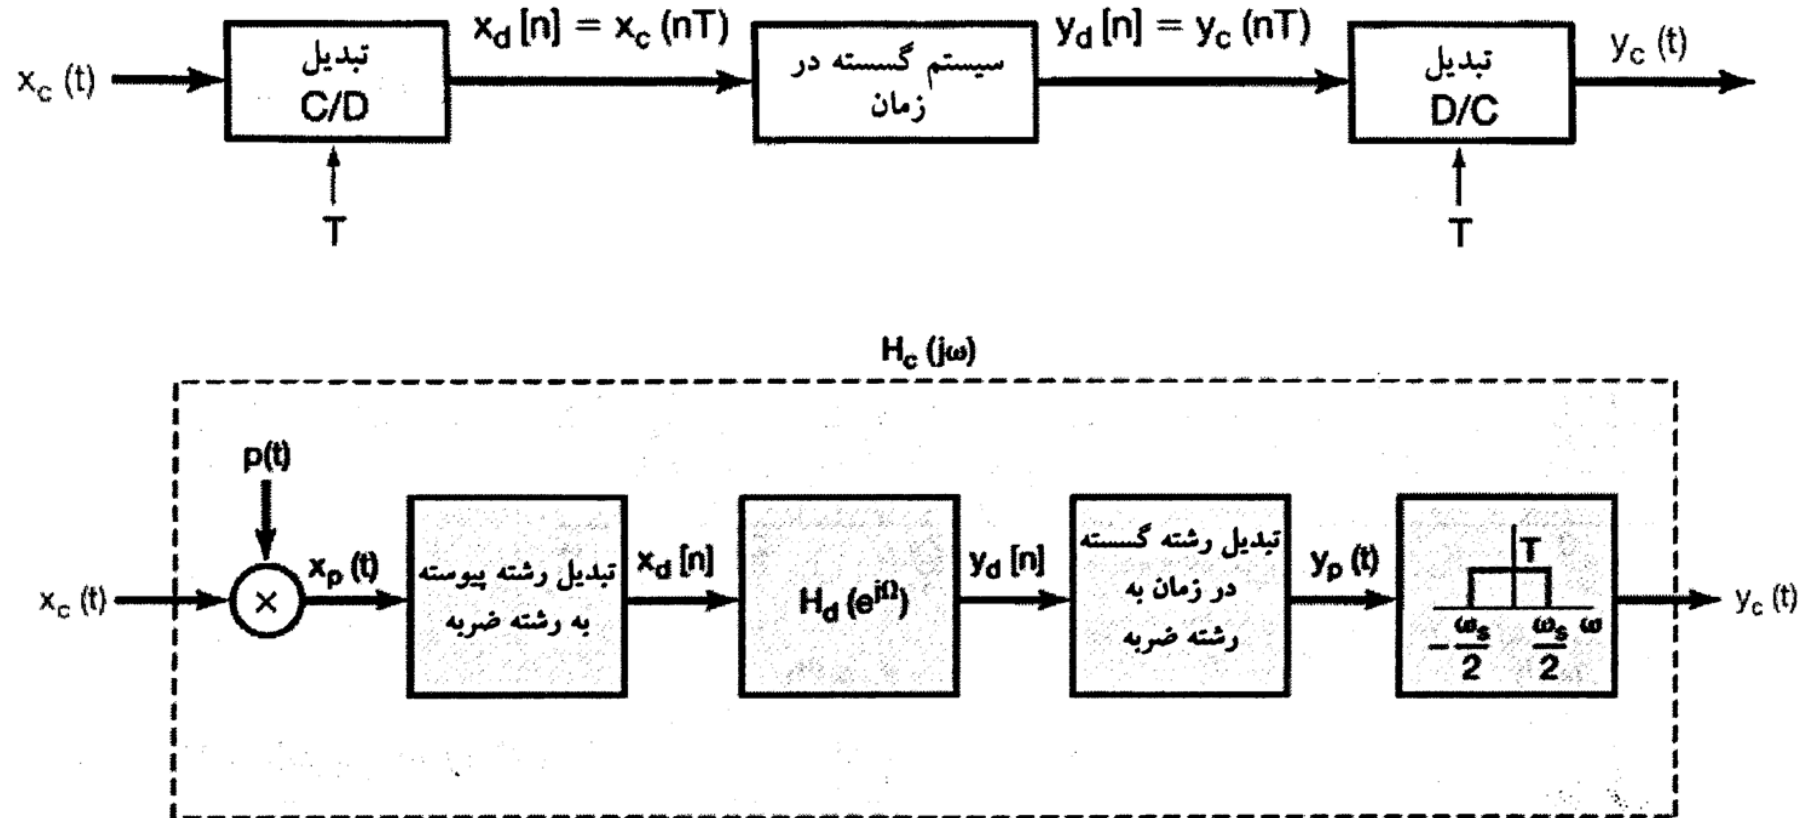 x_c (t)
تبدیل
C/D
T
x_d [n] = x_c (nT)
سیستم گسسته در
زمان
y_d [n] = y_c (nT)
تبدیل
D/C
T
y_c (t)
H_c (jω)
p(t)
x_c (t)
×
x_p (t)
تبدیل رشته پیوسته
به رشته ضربه
x_d [n]
H_d (e^{jΩ})
y_d [n]
تبدیل رشته گسسته
در زمان به
رشته ضربه
y_p (t)
T
-ω_s/2 ω_s/2 ω
y_c (t)